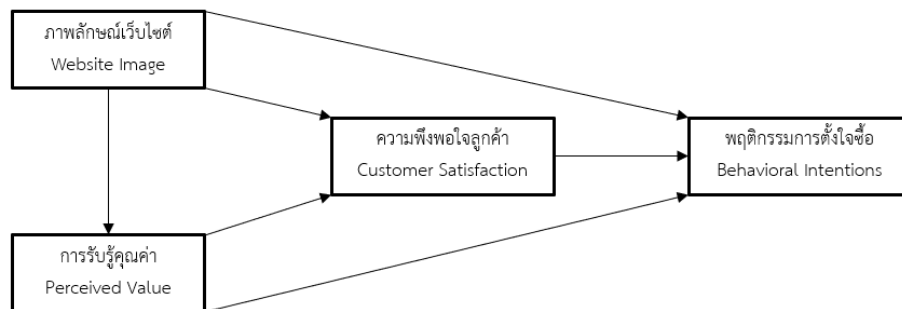 ภาพลักษณ์เว็บไซต์
Website Image
ความพึงพอใจลูกค้า
Customer Satisfaction
พฤติกรรมการตั้งใจซื้อ
Behavioral Intentions
การรับรู้คุณค่า
Perceived Value